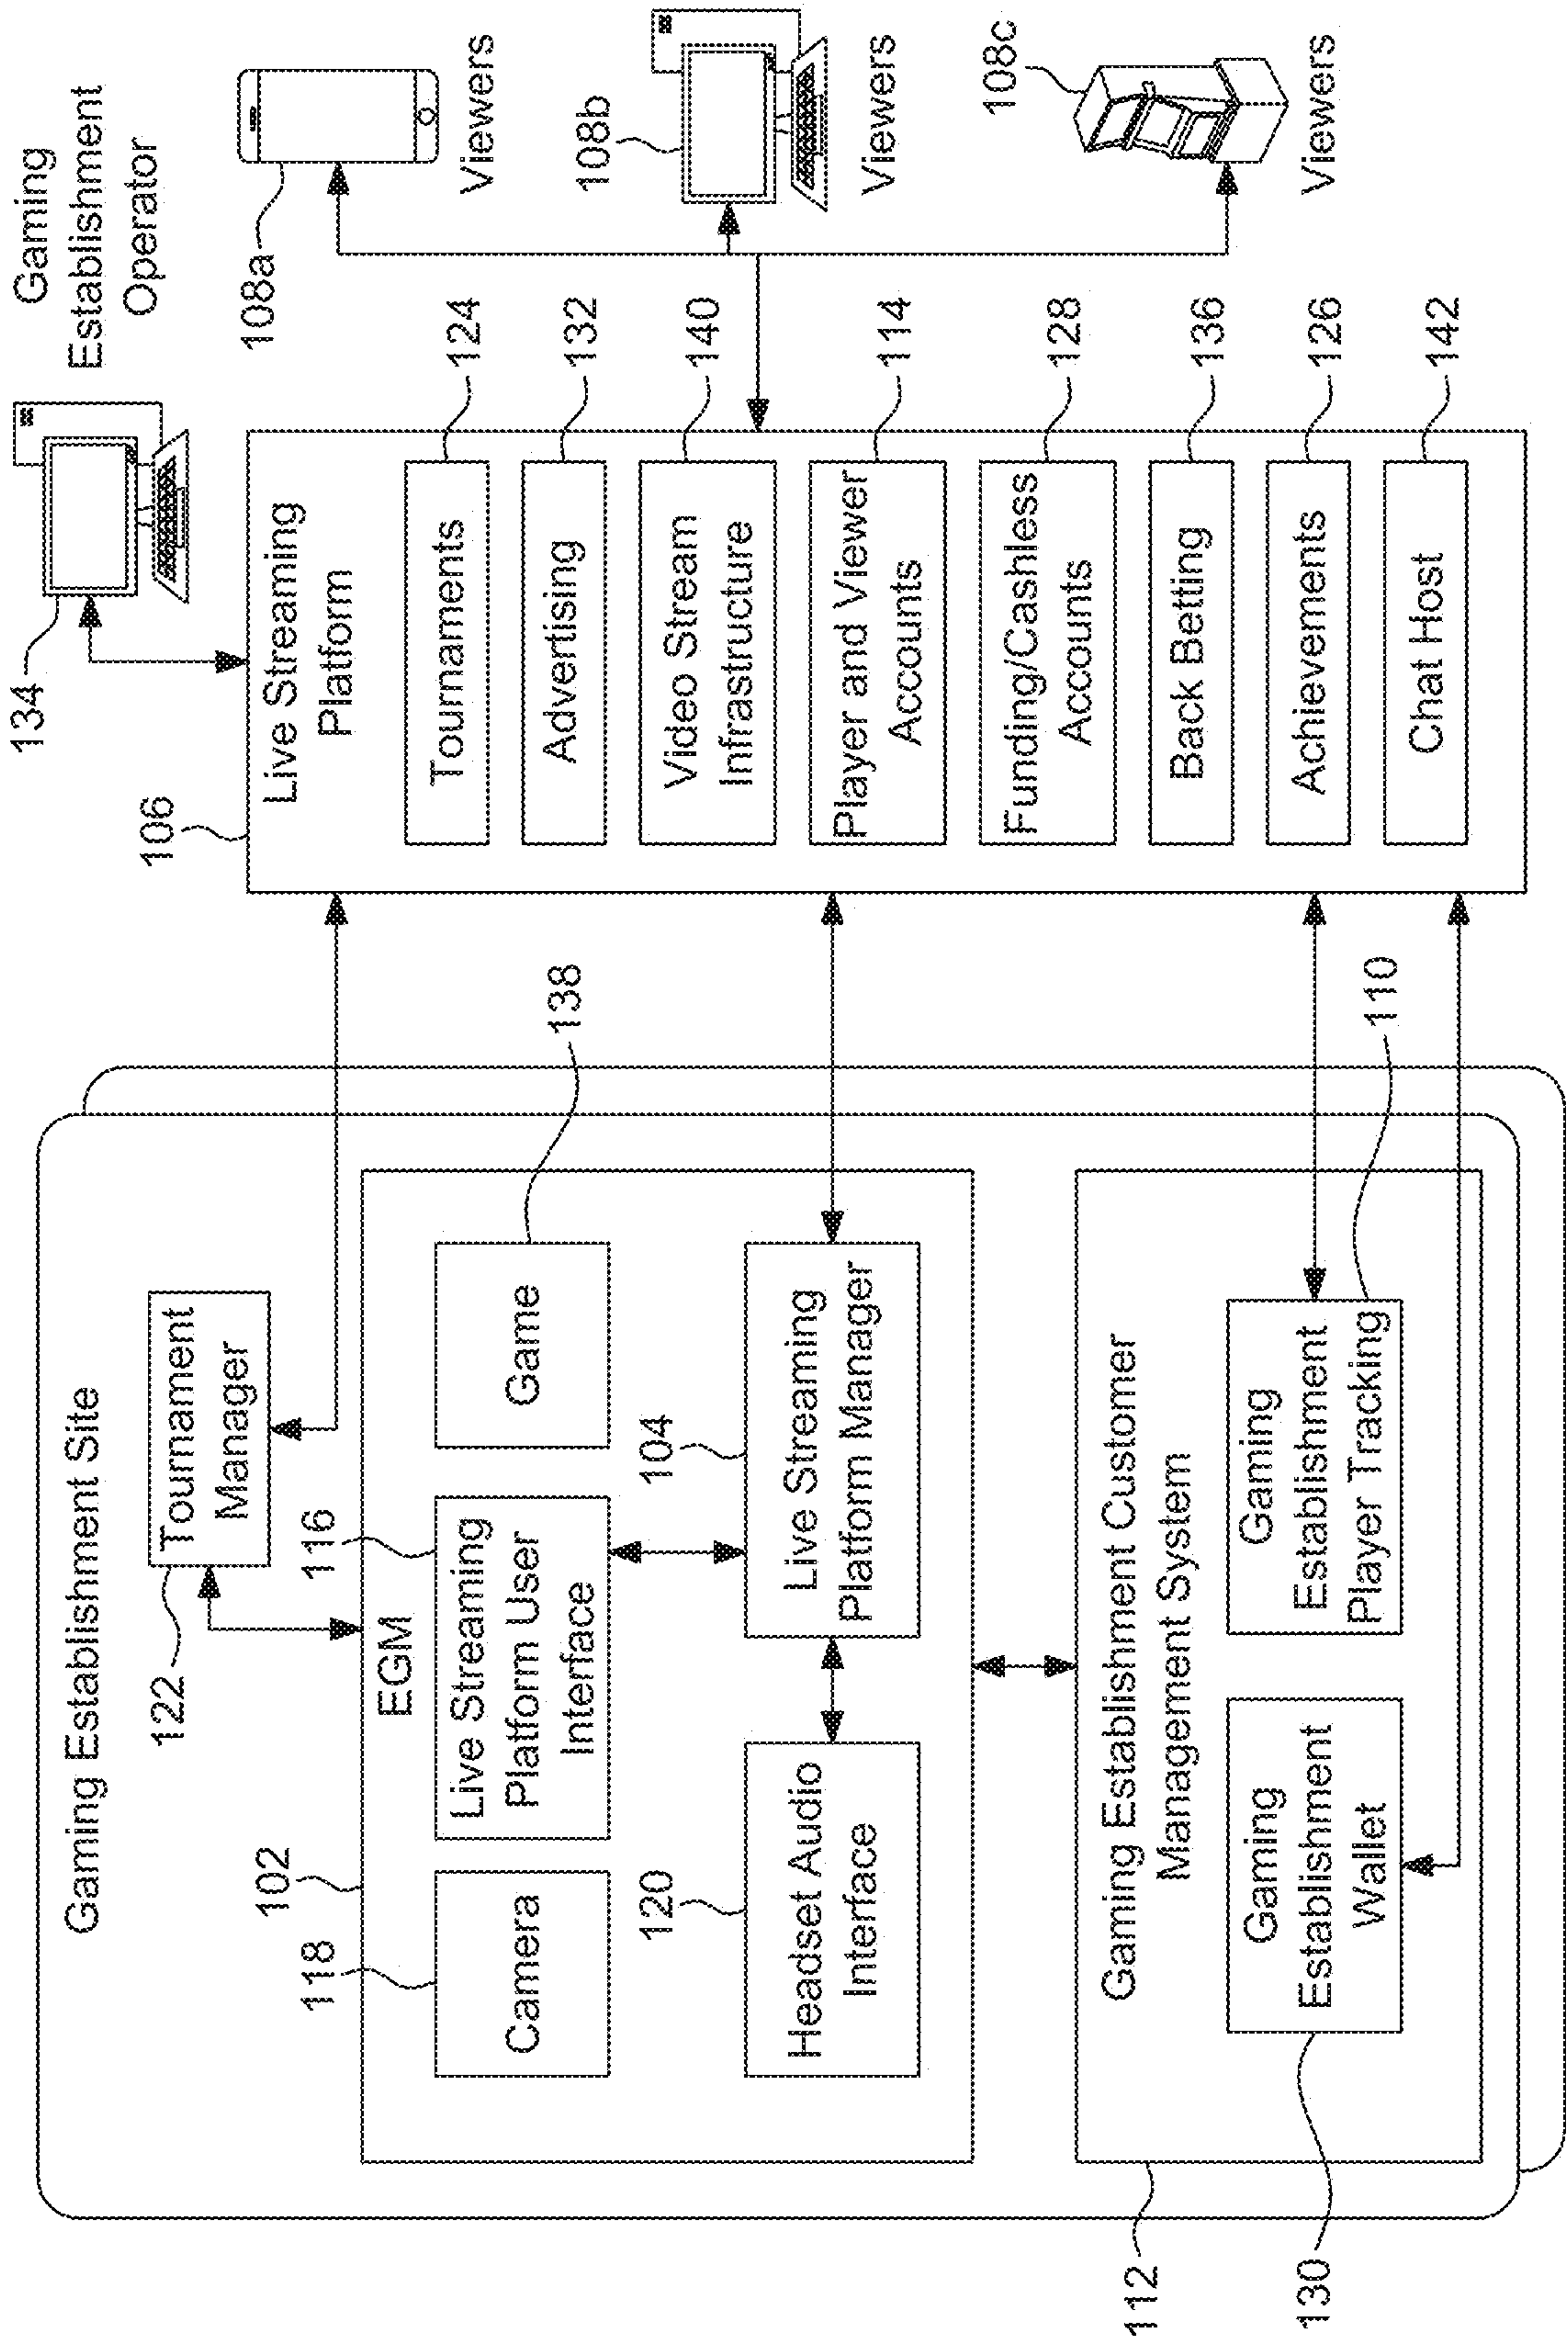 Gaming Establishment Site
122
Tournament
Manager
102
EGM
118
Camera
116
Live Streaming
Platform User
Interface
138
Game
120
Headset Audio
Interface
104
Live Streaming
Platform Manager
112
Gaming Establishment Customer
Management System
130
Gaming
Establishment
Wallet
Gaming
Establishment
Player Tracking
110
134
Gaming
Establishment
Operator
106
Live Streaming
Platform
Tournaments
124
Advertising
132
Video Stream
Infrastructure
140
Player and Viewer
Accounts
114
Funding/Cashless
Accounts
128
Back Betting
136
Achievements
126
Chat Host
142
108a
Viewers
108b
Viewers
108c
Viewers